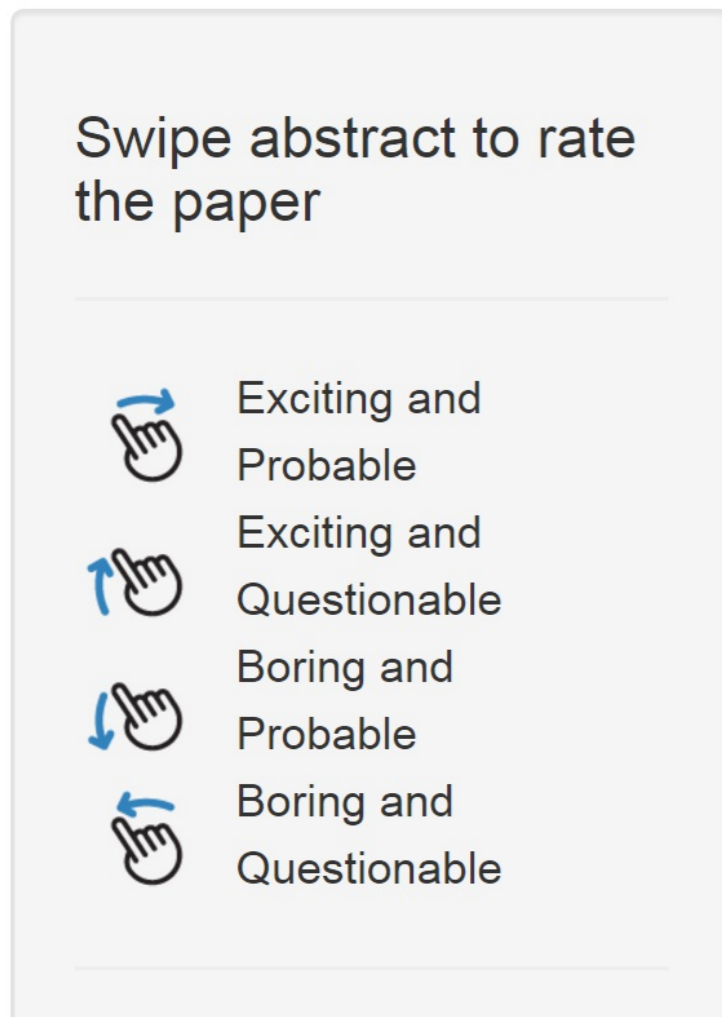 Swipe abstract to rate
the paper
Exciting and
Probable
Exciting and
Questionable
Boring and
Probable
Boring and
Questionable